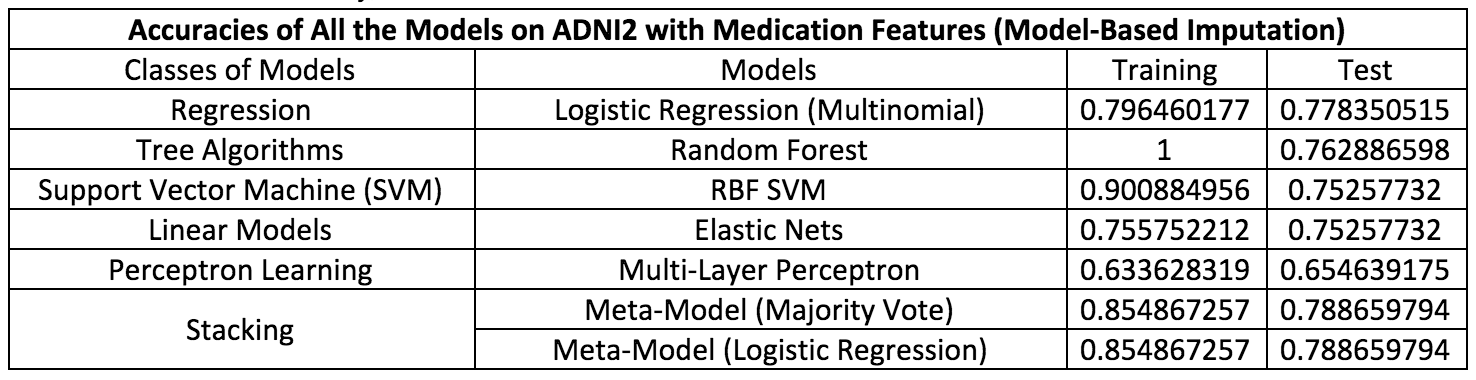 Accuracies of All the Models on ADNI2 with Medication Features (Model-Based Imputation)
Classes of Models Models Training Test
Regression Logistic Regression (Multinomial) 0.796460177 0.778350515
Tree Algorithms Random Forest 1 0.762886598
Support Vector Machine (SVM) RBF SVM 0.900884956 0.75257732
Linear Models Elastic Nets 0.755752212 0.75257732
Perceptron Learning Multi-Layer Perceptron 0.633628319 0.654639175
Stacking Meta-Model (Majority Vote) 0.854867257 0.788659794
Meta-Model (Logistic Regression) 0.854867257 0.788659794